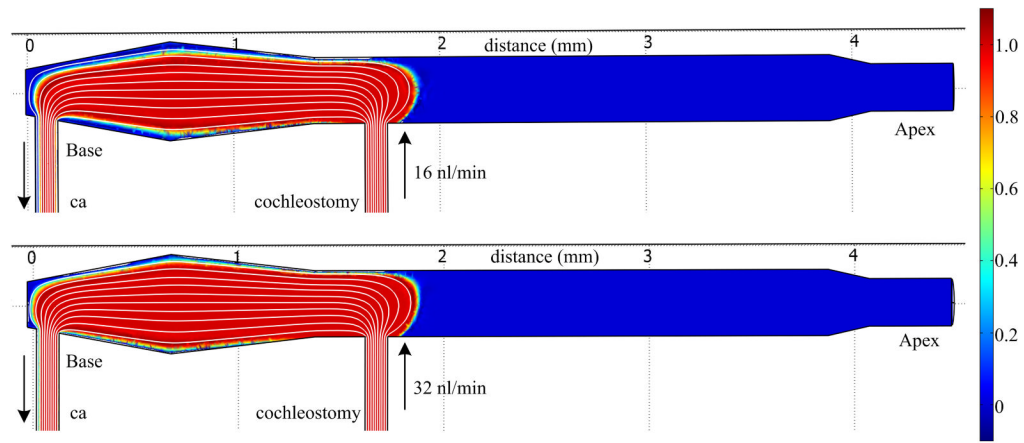 0 1 2 distance (mm) 3 4
Base
Apex
ca
cochleostomy
16 nl/min
0 1 2 distance (mm) 3 4
Base
Apex
ca
cochleostomy
32 nl/min
1.0
0.8
0.6
0.4
0.2
0